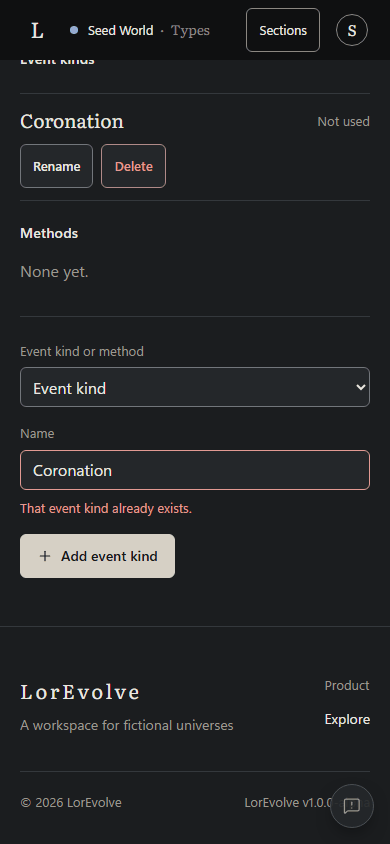 L
Seed World · Types
Sections
S
Event kinds
Coronation
Not used
Rename
Delete
Methods
None yet.
Event kind or method
Event kind
Name
Coronation
That event kind already exists.
+ Add event kind
LorEvolve
Product
A workspace for fictional universes
Explore
© 2026 LorEvolve
LorEvolve v1.0.0